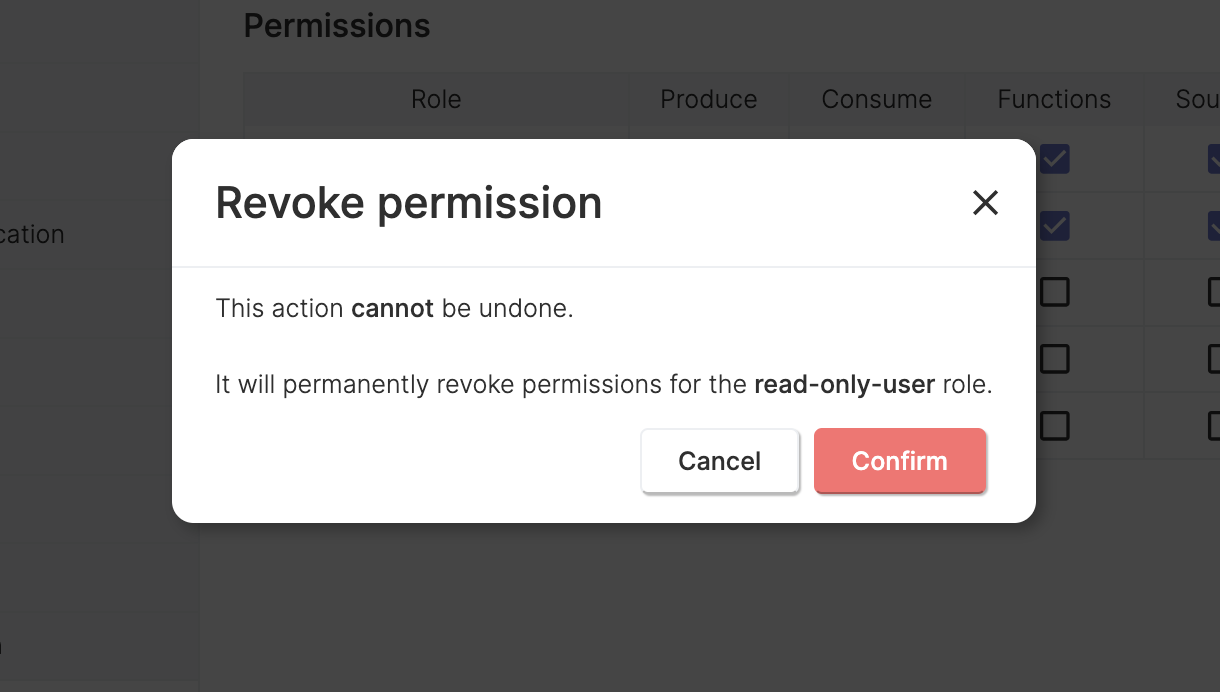 Permissions
Role Produce Consume Functions
Revoke permission
cation
This action cannot be undone.
It will permanently revoke permissions for the read-only-user role.
Cancel Confirm